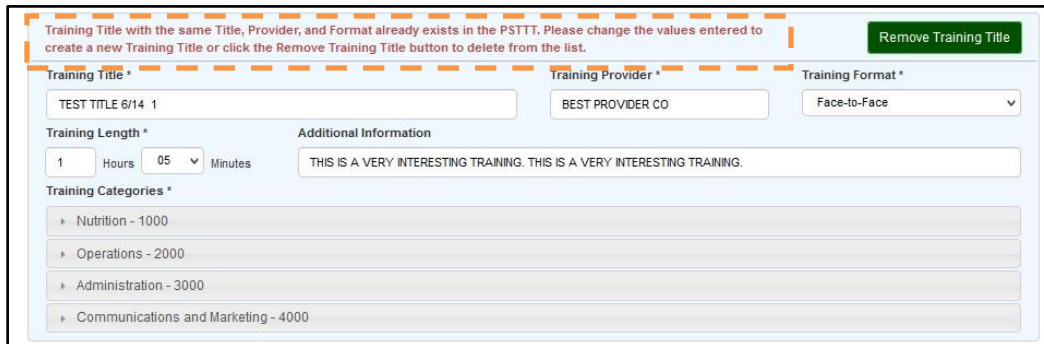 Training Title with the same Title, Provider, and Format already exists in the PSTTT. Please change the values entered to
create a new Training Title or click the Remove Training Title button to delete from the list.
Remove Training Title
Training Title *
Training Provider *
Training Format *
TEST TITLE 6/14 1
BEST PROVIDER CO
Face-to-Face
Training Length *
Additional Information
1 Hours 05 Minutes
THIS IS A VERY INTERESTING TRAINING. THIS IS A VERY INTERESTING TRAINING.
Training Categories *
Nutrition - 1000
Operations - 2000
Administration - 3000
Communications and Marketing - 4000